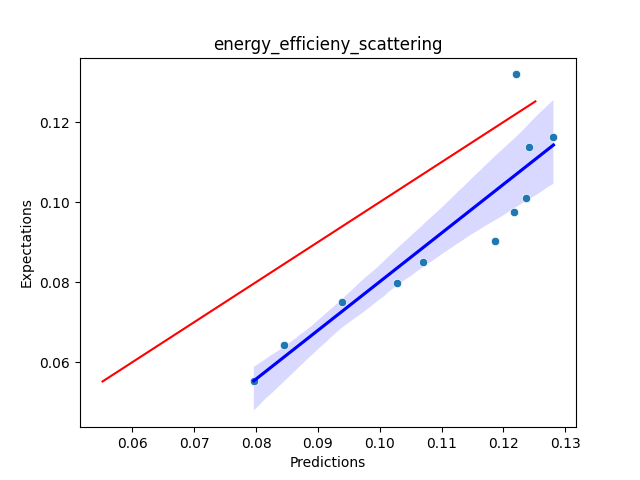 energy_efficieny_scattering
Expectations
0.12
0.10
0.08
0.06
0.06 0.07 0.08 0.09 0.10 0.11 0.12 0.13
Predictions